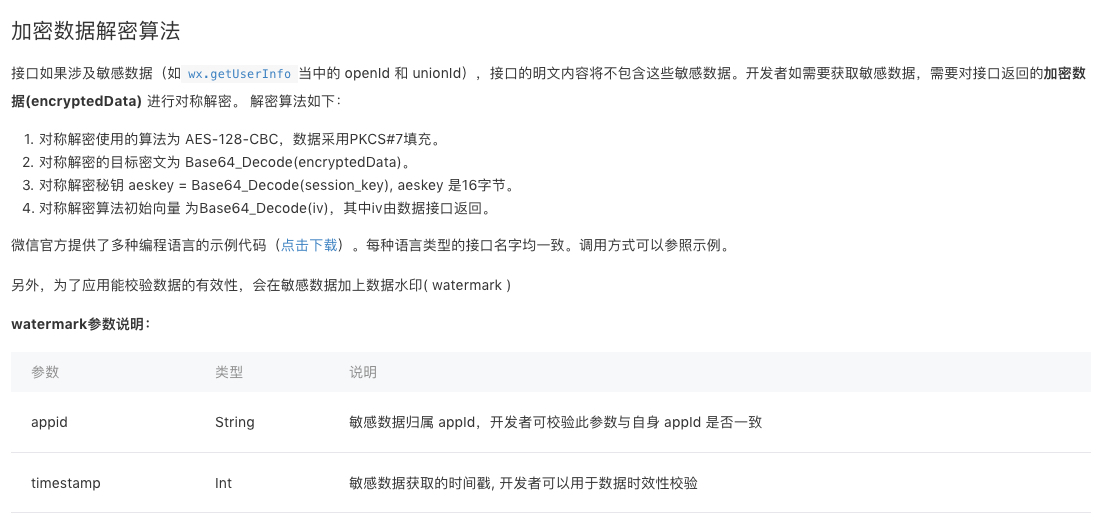 加密数据解密算法
接口如果涉及敏感数据（如 wx.getUserInfo 当中的 openId 和 unionId），接口的明文内容将不包含这些敏感数据。开发者如需要获取敏感数据，需要对接口返回的加密数
据(encryptedData) 进行对称解密。 解密算法如下：
1. 对称解密使用的算法为 AES-128-CBC，数据采用PKCS#7填充。
2. 对称解密的目标密文为 Base64_Decode(encryptedData)。
3. 对称解密秘钥 aeskey = Base64_Decode(session_key), aeskey 是16字节。
4. 对称解密算法初始向量 为Base64_Decode(iv)，其中iv由数据接口返回。
微信官方提供了多种编程语言的示例代码（点击下载）。每种语言类型的接口名字均一致。调用方式可以参照示例。
另外，为了应用能校验数据的有效性，会在敏感数据加上数据水印( watermark )
watermark参数说明：
参数 类型 说明
appid String 敏感数据归属 appId，开发者可校验此参数与自身 appId 是否一致
timestamp Int 敏感数据获取的时间戳, 开发者可以用于数据时效性校验